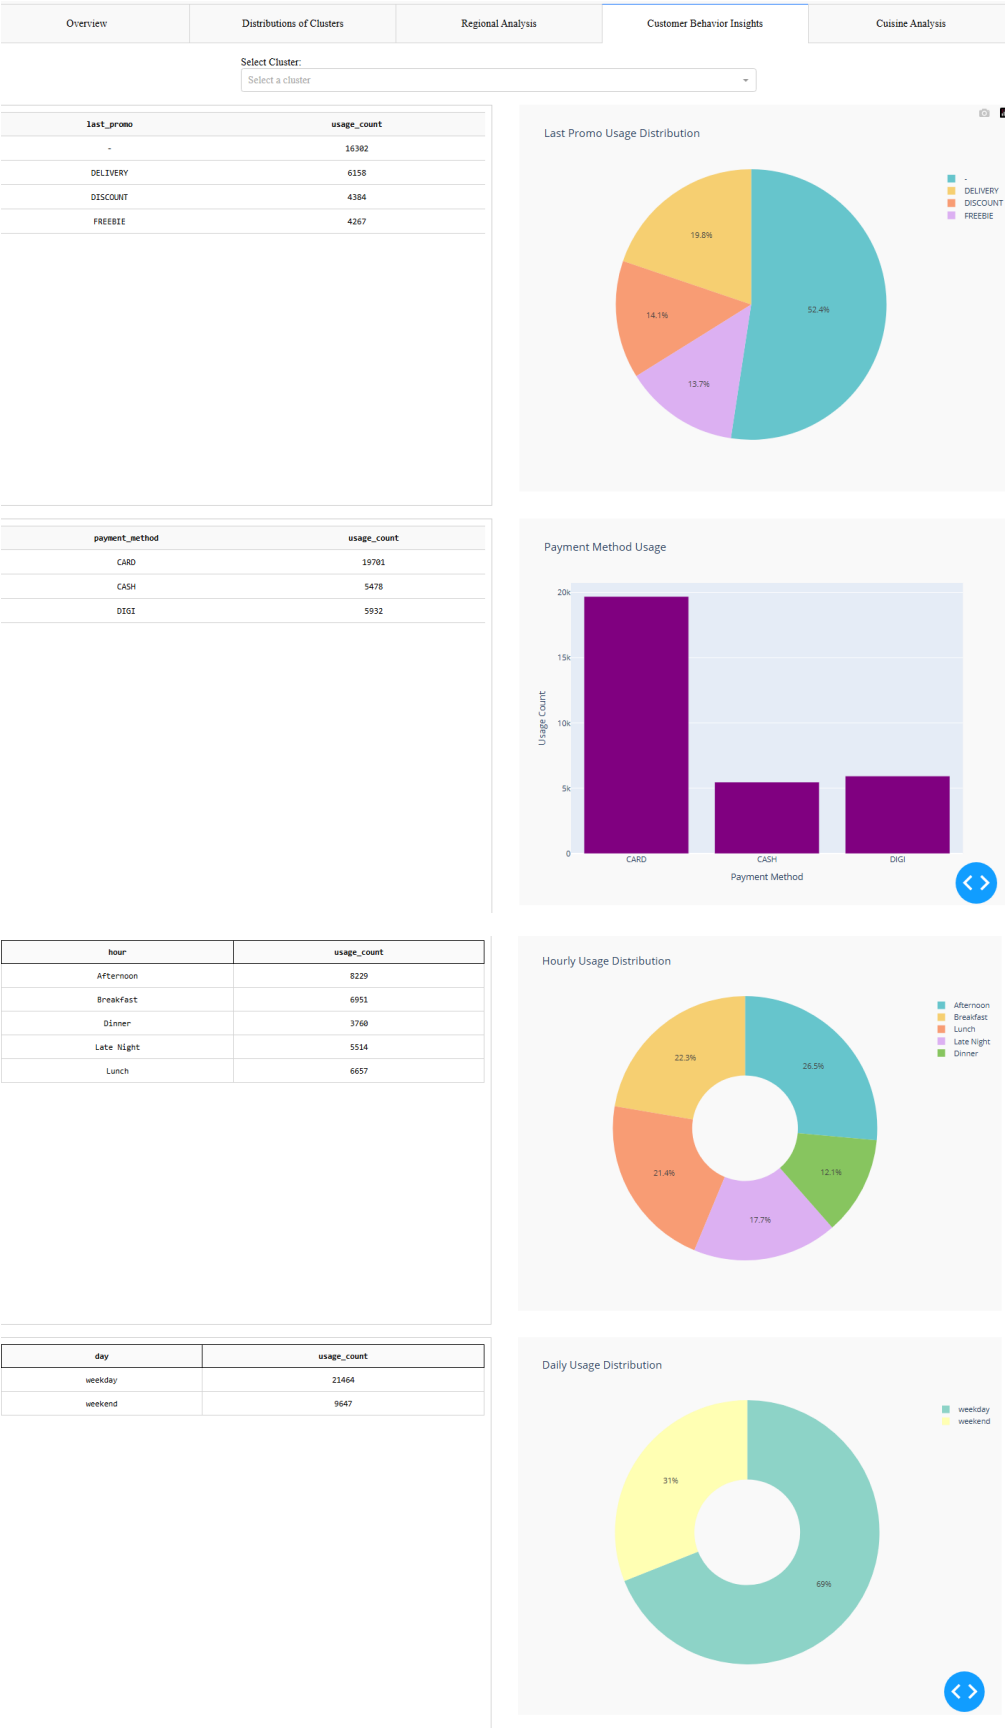 Overview Distributions of Clusters Regional Analysis Customer Behavior Insights Cuisine Analysis
Select Cluster:
Select a cluster
last_promo usage_count
- 16302
DELIVERY 6158
DISCOUNT 4384
FREEBIE 4267
Last Promo Usage Distribution
-
DELIVERY
DISCOUNT
FREEBIE
19.8%
52.4%
14.1%
13.7%
payment_method usage_count
CARD 19701
CASH 5478
DIGI 5932
Payment Method Usage
20k
15k
10k
5k
0
Usage Count
CARD CASH DIGI
Payment Method
hour usage_count
Afternoon 8229
Breakfast 6951
Dinner 3760
Late Night 5514
Lunch 6657
Hourly Usage Distribution
Afternoon
Breakfast
Lunch
Late Night
Dinner
22.3%
26.5%
21.4%
12.1%
17.7%
day usage_count
weekday 21464
weekend 9647
Daily Usage Distribution
weekday
weekend
31%
69%